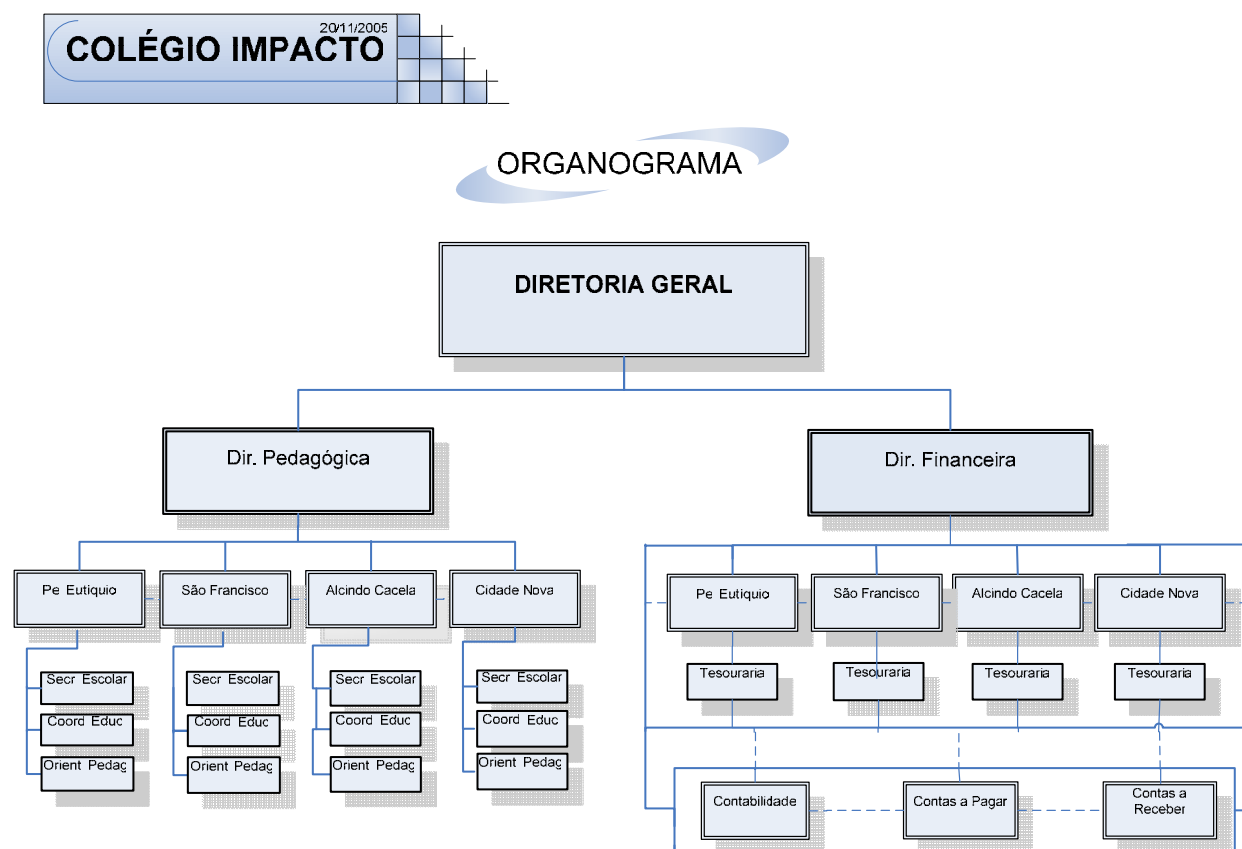 20/11/2005
COLÉGIO IMPACTO
ORGANOGRAMA
DIRETORIA GERAL
Dir. Pedagógica
Dir. Financeira
Pe Eutiquio
São Francisco
Alcindo Cacela
Cidade Nova
Pe Eutiquio
São Francisco
Alcindo Cacela
Cidade Nova
Secr Escolar
Secr Escolar
Secr Escolar
Secr Escolar
Tesouraria
Tesouraria
Tesouraria
Tesouraria
Coord Educ
Coord Educ
Coord Educ
Coord Educ
Orient Pedag
Orient Pedag
Orient Pedag
Orient Pedag
Contabilidade
Contas a Pagar
Contas a
Receber